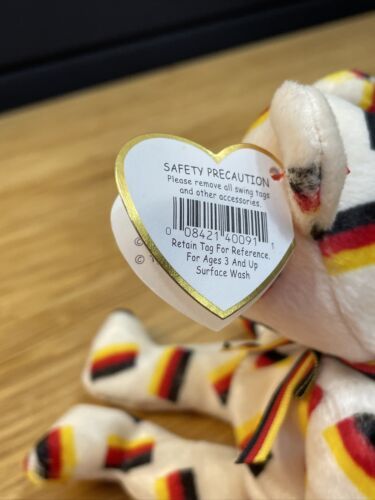 SAFETY PRECAUTION
Please remove all swing tags
and other accessories.
0 08421 40091 1
Retain Tag For Reference.
For Ages 3 And Up
Surface Wash
©
©